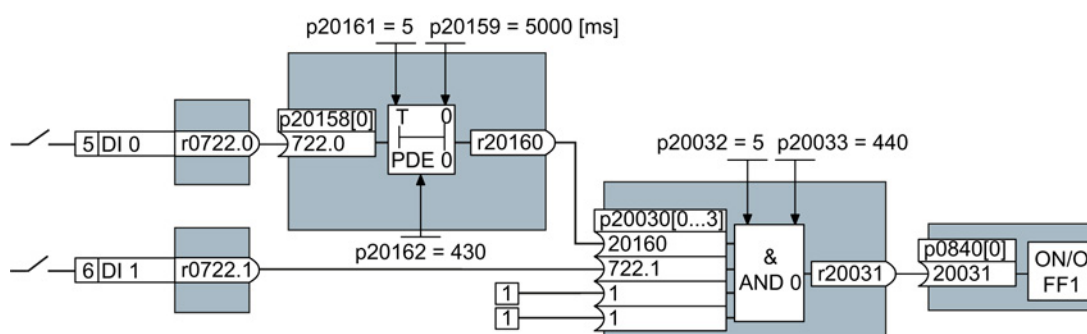 p20161 = 5
p20159 = 5000 [ms]
5 DI 0
r0722.0
p20158[0]
722.0
T 0
PDE 0
r20160
p20162 = 430
p20032 = 5
p20033 = 440
6 DI 1
r0722.1
p20030[0...3]
20160
722.1
1 1
1 1
&
AND 0
r20031
p0840[0]
20031
ON/O
FF1